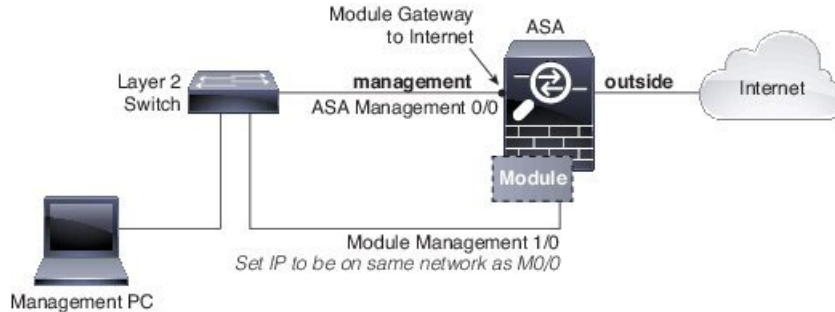 Module Gateway
to Internet
ASA
Layer 2
Switch
management
ASA Management 0/0
outside
Internet
Module
Module Management 1/0
Set IP to be on same network as M0/0
Management PC